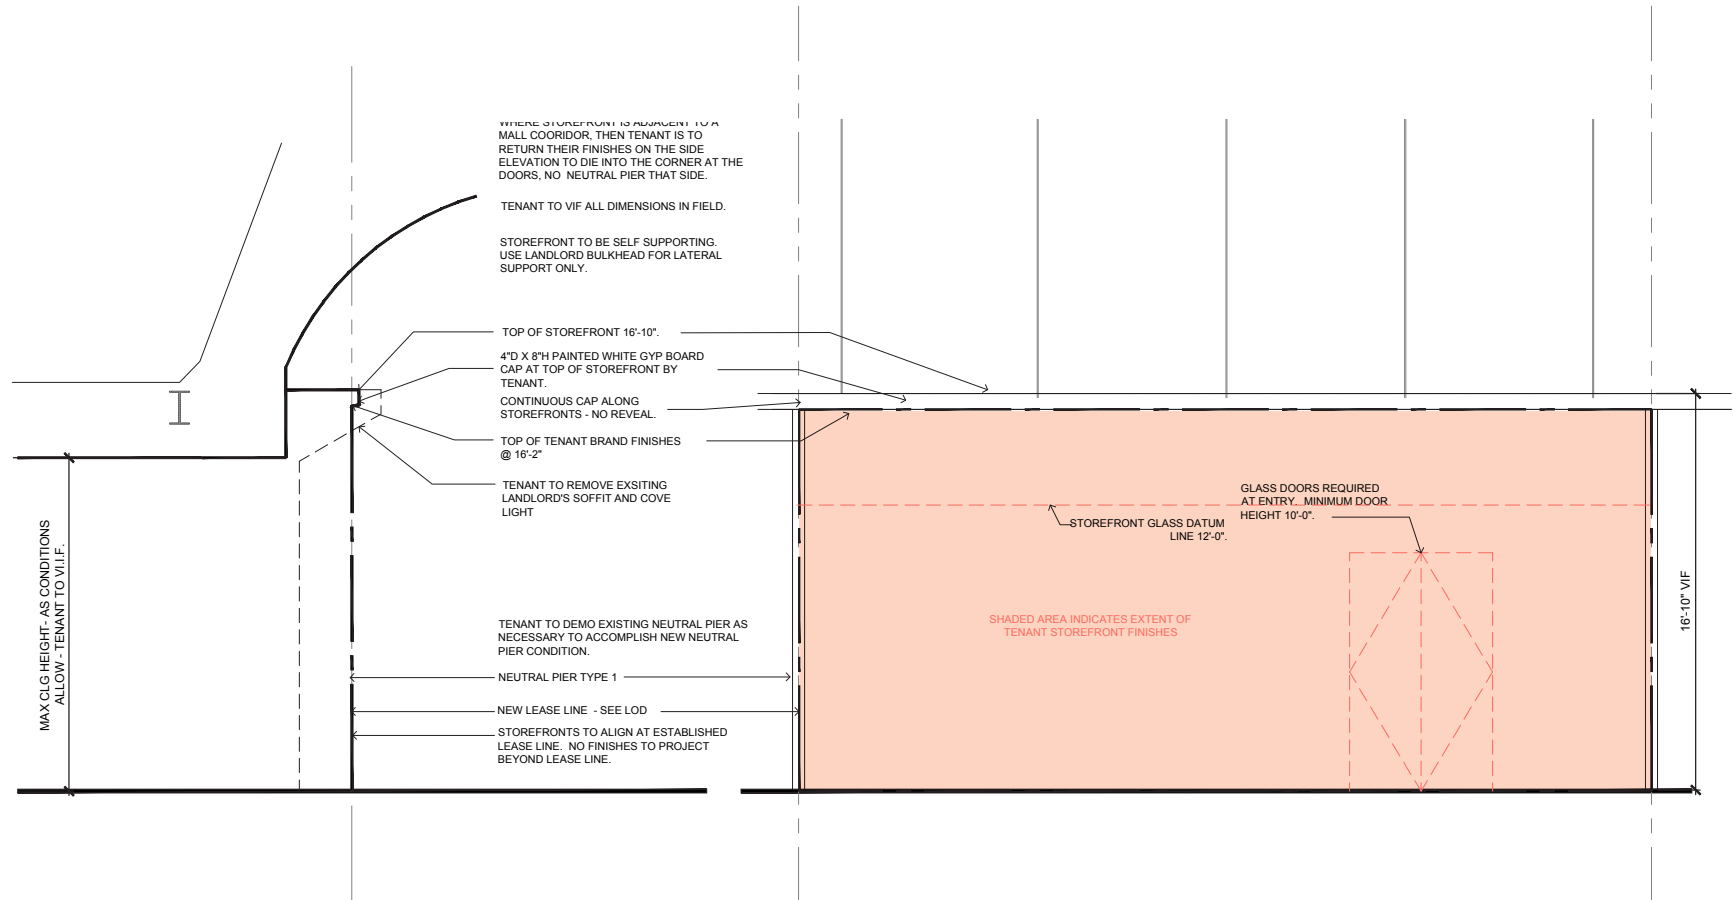 WHERE STOREFRONT IS ADJACENT TO A
MALL COORIDOR, THEN TENANT IS TO
RETURN THEIR FINISHES ON THE SIDE
ELEVATION TO DIE INTO THE CORNER AT THE
DOORS, NO NEUTRAL PIER THAT SIDE.
TENANT TO VIF ALL DIMENSIONS IN FIELD.
STOREFRONT TO BE SELF SUPPORTING.
USE LANDLORD BULKHEAD FOR LATERAL
SUPPORT ONLY.
TOP OF STOREFRONT 16'-10".
4"D X 8"H PAINTED WHITE GYP BOARD
CAP AT TOP OF STOREFRONT BY
TENANT.
CONTINUOUS CAP ALONG
STOREFRONTS - NO REVEAL.
TOP OF TENANT BRAND FINISHES
@ 16'-2"
TENANT TO REMOVE EXSITING
LANDLORD'S SOFFIT AND COVE
LIGHT
TENANT TO DEMO EXISTING NEUTRAL PIER AS
NECESSARY TO ACCOMPLISH NEW NEUTRAL
PIER CONDITION.
NEUTRAL PIER TYPE 1
NEW LEASE LINE - SEE LOD
STOREFRONTS TO ALIGN AT ESTABLISHED
LEASE LINE. NO FINISHES TO PROJECT
BEYOND LEASE LINE.
MAX CLG HEIGHT- AS CONDITIONS
ALLOW - TENANT TO V.I.F.
GLASS DOORS REQUIRED
AT ENTRY. MINIMUM DOOR
HEIGHT 10'-0".
STOREFRONT GLASS DATUM
LINE 12'-0".
SHADED AREA INDICATES EXTENT OF
TENANT STOREFRONT FINISHES
16'-10" VIF